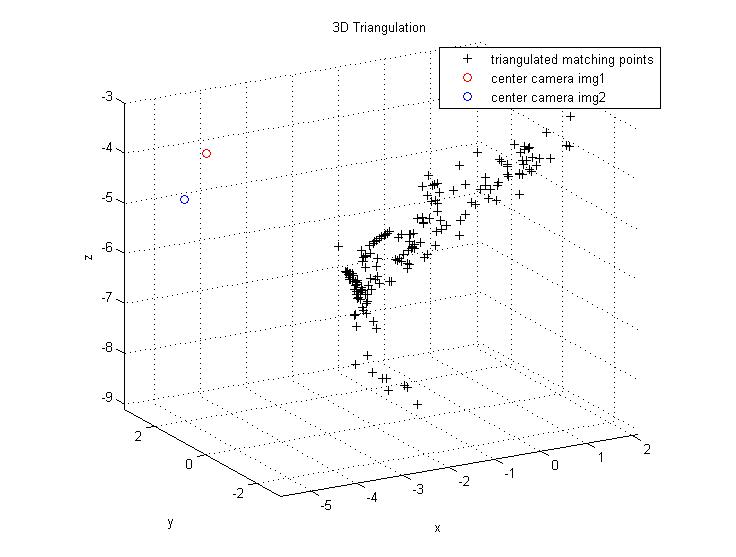 3D Triangulation
triangulated matching points
center camera img1
center camera img2
-3
-4
-5
-6
-7
-8
-9
z
2
0
-2
y
-5
-4
-3
-2
-1
0
1
2
x